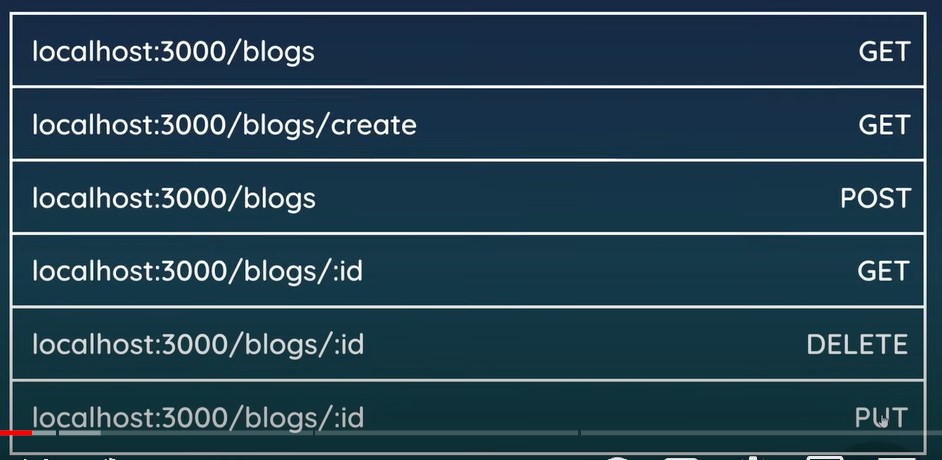 localhost:3000/blogs GET
localhost:3000/blogs/create GET
localhost:3000/blogs POST
localhost:3000/blogs/:id GET
localhost:3000/blogs/:id DELETE
localhost:3000/blogs/:id PUT